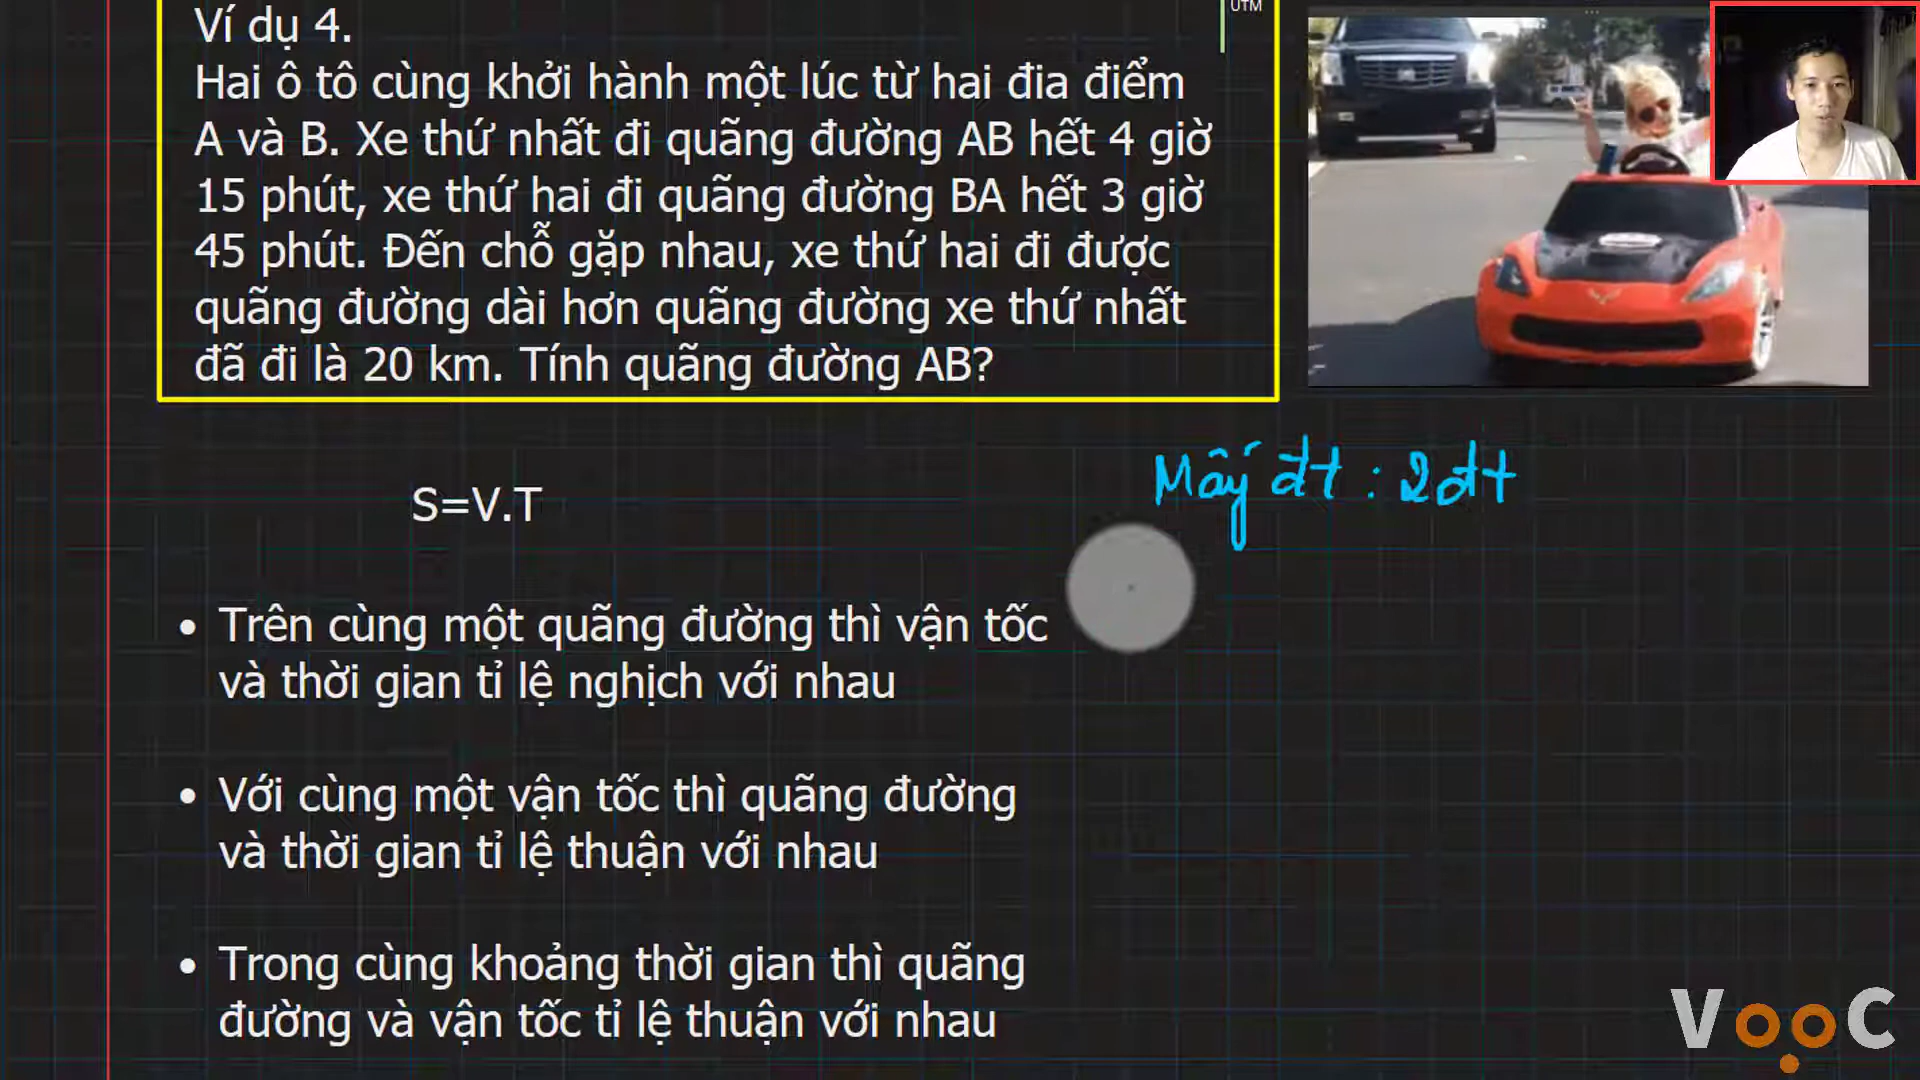 UTM
Ví dụ 4.
Hai ô tô cùng khởi hành một lúc từ hai đia điểm
A và B. Xe thứ nhất đi quãng đường AB hết 4 giờ
15 phút, xe thứ hai đi quãng đường BA hết 3 giờ
45 phút. Đến chỗ gặp nhau, xe thứ hai đi được
quãng đường dài hơn quãng đường xe thứ nhất
đã đi là 20 km. Tính quãng đường AB?
Mấy đt : 2đt
S=V.T
• Trên cùng một quãng đường thì vận tốc
và thời gian tỉ lệ nghịch với nhau
• Với cùng một vận tốc thì quãng đường
và thời gian tỉ lệ thuận với nhau
• Trong cùng khoảng thời gian thì quãng
đường và vận tốc tỉ lệ thuận với nhau
VooC